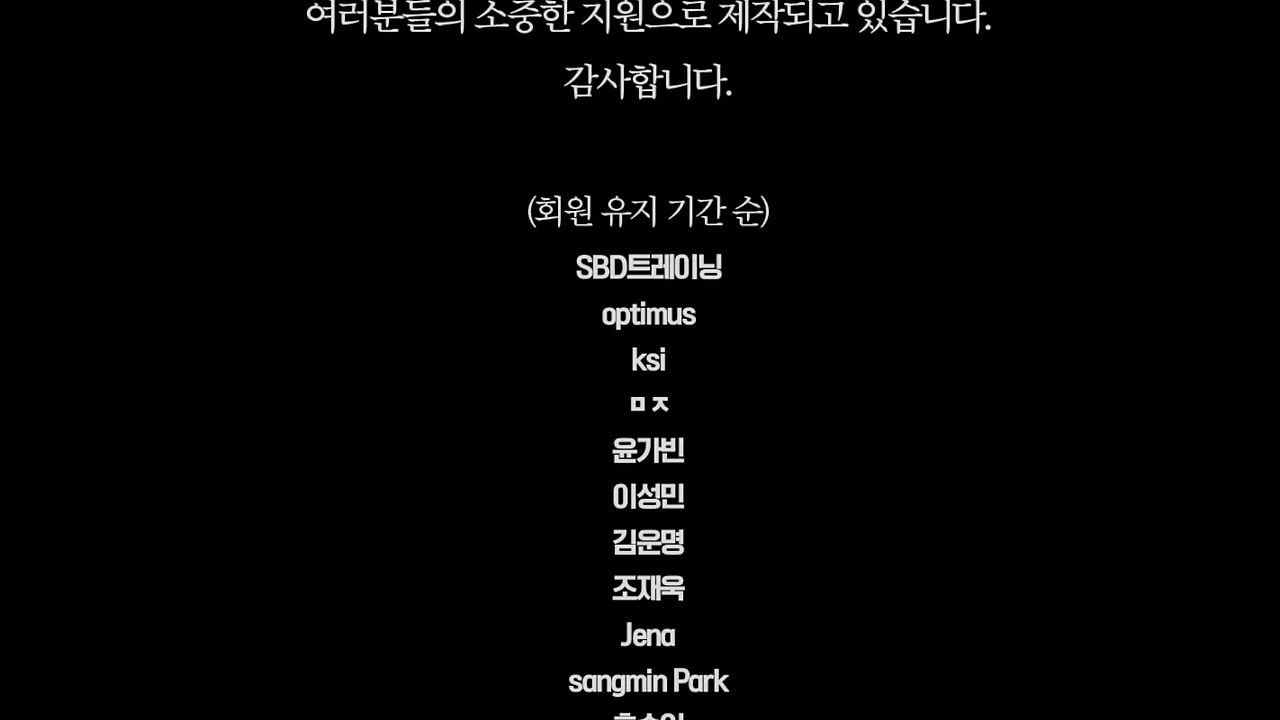 여러분들의 소중한 지원으로 제작되고 있습니다.
감사합니다.
(회원 유지 기간 순)
SBD트레이닝
optimus
ksi
ㅁㅈ
윤가빈
이성민
김운명
조재욱
Jena
sangmin Park